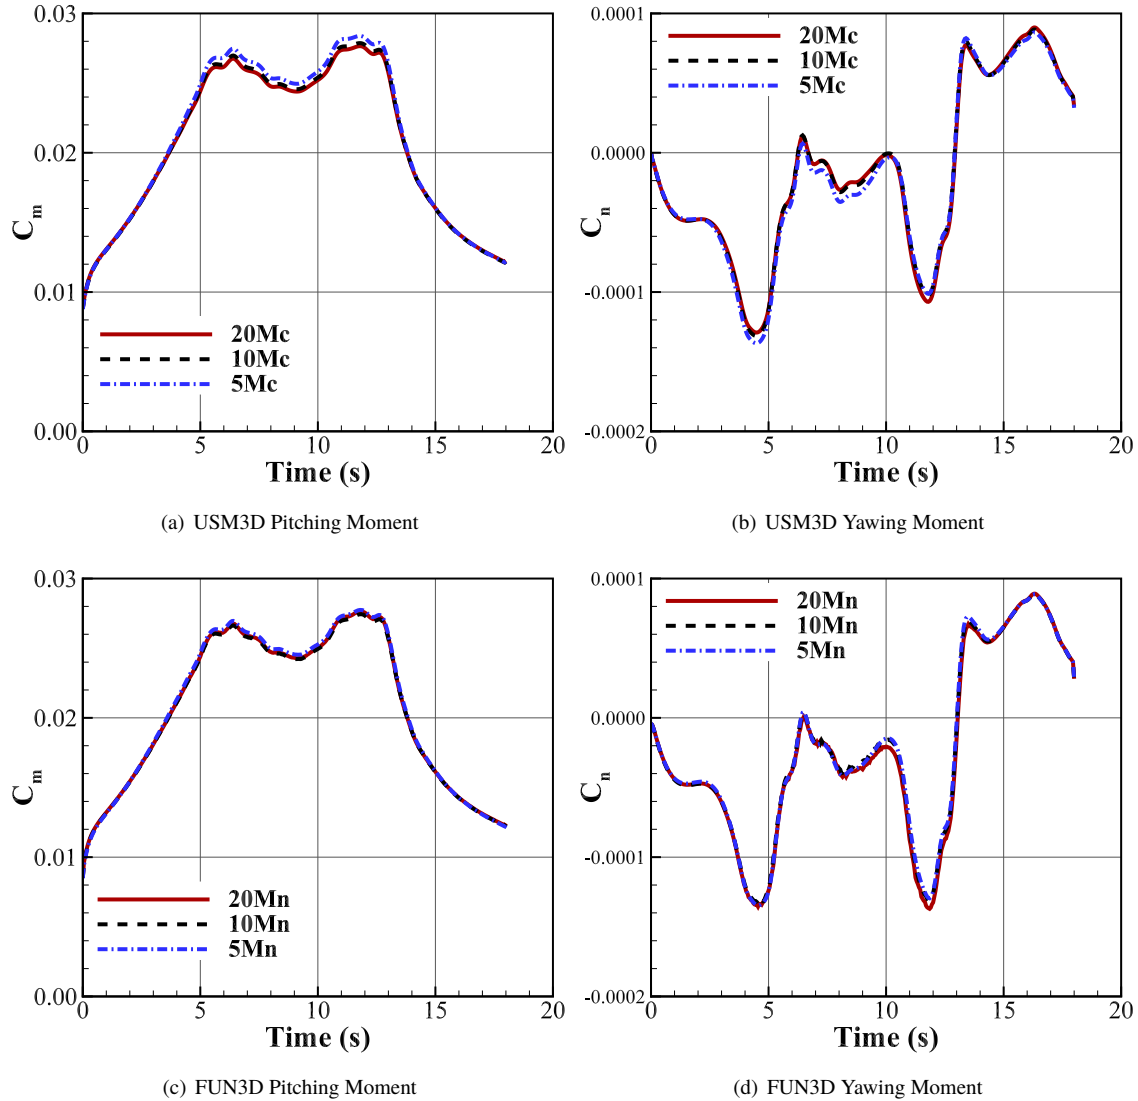 0.03
0.02
0.01
0.00
C_m
20Mc
10Mc
5Mc
0 5 10 15 20
Time (s)
(a) USM3D Pitching Moment
0.0001
0.0000
-0.0001
-0.0002
C_n
20Mc
10Mc
5Mc
0 5 10 15 20
Time (s)
(b) USM3D Yawing Moment
0.03
0.02
0.01
0.00
C_m
20Mn
10Mn
5Mn
0 5 10 15 20
Time (s)
(c) FUN3D Pitching Moment
0.0001
0.0000
-0.0001
-0.0002
C_n
20Mn
10Mn
5Mn
0 5 10 15 20
Time (s)
(d) FUN3D Yawing Moment